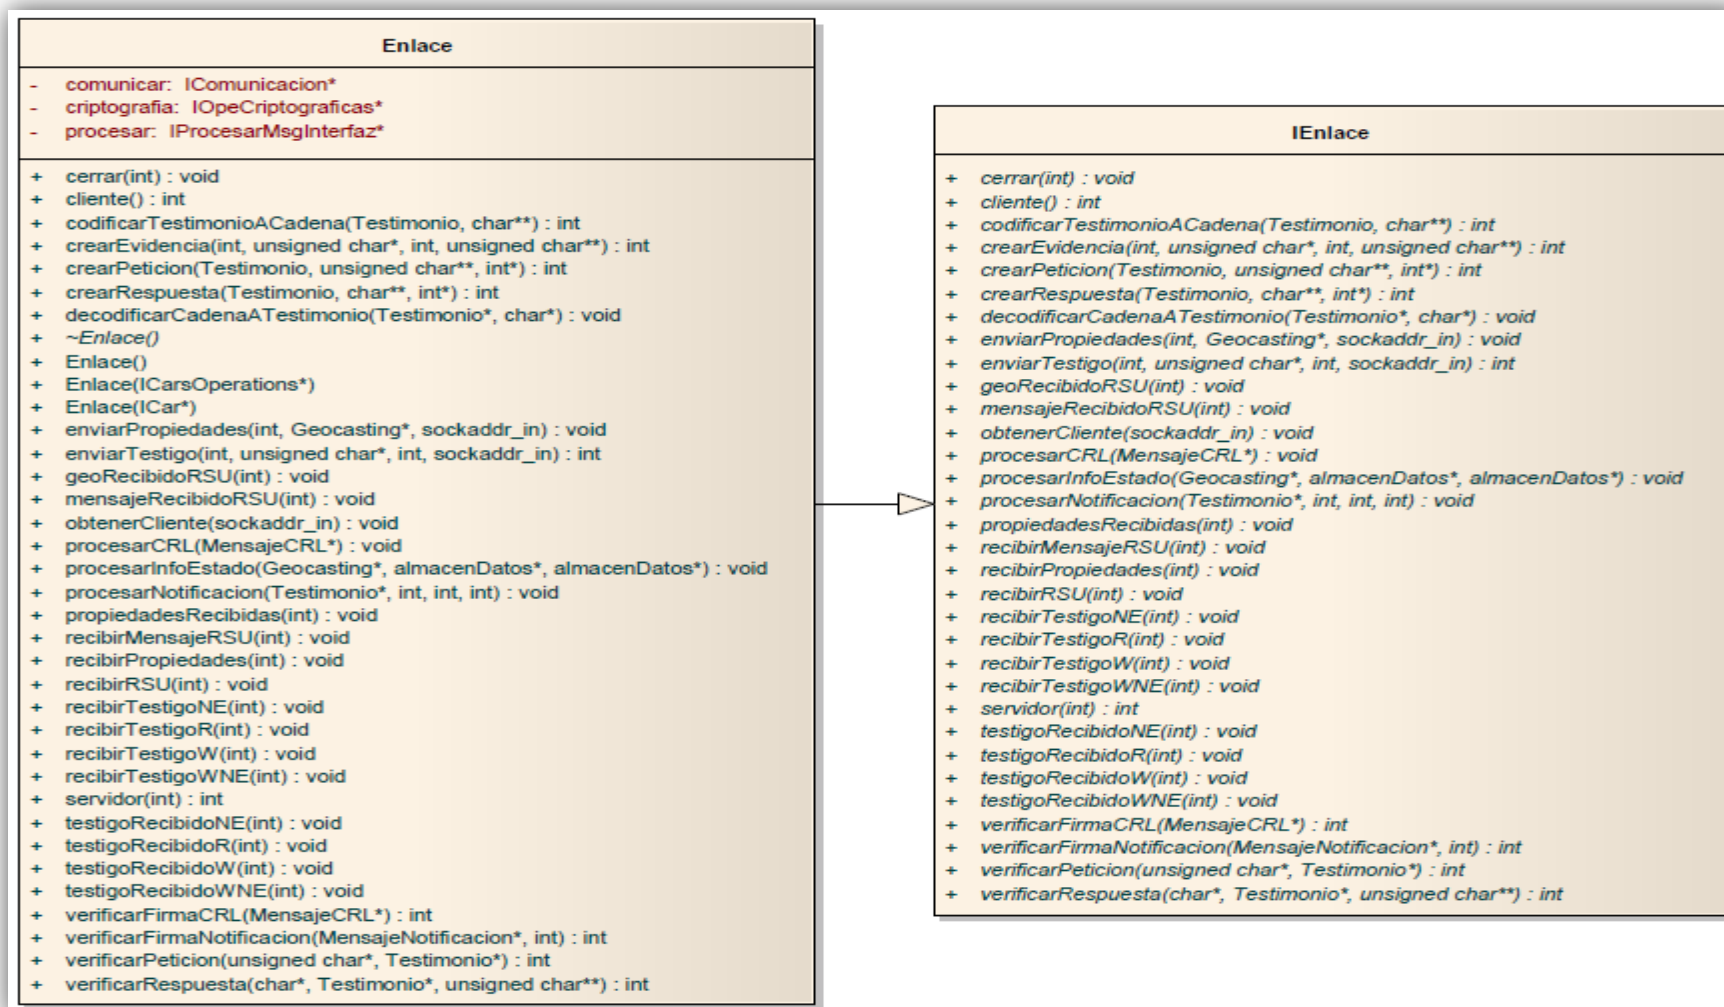 Enlace
- comunicar: IComunicacion*
- criptografia: IOpeCriptograficas*
- procesar: IProcesarMsgInterfaz*
+ cerrar(int) : void
+ cliente() : int
+ codificarTestimonioACadena(Testimonio, char**) : int
+ crearEvidencia(int, unsigned char*, int, unsigned char**) : int
+ crearPeticion(Testimonio, unsigned char**, int*) : int
+ crearRespuesta(Testimonio, char**, int*) : int
+ decodificarCadenaATestimonio(Testimonio*, char*) : void
+ ~Enlace()
+ Enlace()
+ Enlace(ICarsOperations*)
+ Enlace(ICar*)
+ enviarPropiedades(int, Geocasting*, sockaddr_in) : void
+ enviarTestigo(int, unsigned char*, int, sockaddr_in) : int
+ geoRecibidoRSU(int) : void
+ mensajeRecibidoRSU(int) : void
+ obtenerCliente(sockaddr_in) : void
+ procesarCRL(MensajeCRL*) : void
+ procesarInfoEstado(Geocasting*, almacenDatos*, almacenDatos*) : void
+ procesarNotificacion(Testimonio*, int, int, int) : void
+ propiedadesRecibidas(int) : void
+ recibirMensajeRSU(int) : void
+ recibirPropiedades(int) : void
+ recibirRSU(int) : void
+ recibirTestigoNE(int) : void
+ recibirTestigoR(int) : void
+ recibirTestigoW(int) : void
+ recibirTestigoWNE(int) : void
+ servidor(int) : int
+ testigoRecibidoNE(int) : void
+ testigoRecibidoR(int) : void
+ testigoRecibidoW(int) : void
+ testigoRecibidoWNE(int) : void
+ verificarFirmaCRL(MensajeCRL*) : int
+ verificarFirmaNotificacion(MensajeNotificacion*, int) : int
+ verificarPeticion(unsigned char*, Testimonio*) : int
+ verificarRespuesta(char*, Testimonio*, unsigned char**) : int
IEnlace
+ cerrar(int) : void
+ cliente() : int
+ codificarTestimonioACadena(Testimonio, char**) : int
+ crearEvidencia(int, unsigned char*, int, unsigned char**) : int
+ crearPeticion(Testimonio, unsigned char**, int*) : int
+ crearRespuesta(Testimonio, char**, int*) : int
+ decodificarCadenaATestimonio(Testimonio*, char*) : void
+ enviarPropiedades(int, Geocasting*, sockaddr_in) : void
+ enviarTestigo(int, unsigned char*, int, sockaddr_in) : int
+ geoRecibidoRSU(int) : void
+ mensajeRecibidoRSU(int) : void
+ obtenerCliente(sockaddr_in) : void
+ procesarCRL(MensajeCRL*) : void
+ procesarInfoEstado(Geocasting*, almacenDatos*, almacenDatos*) : void
+ procesarNotificacion(Testimonio*, int, int, int) : void
+ propiedadesRecibidas(int) : void
+ recibirMensajeRSU(int) : void
+ recibirPropiedades(int) : void
+ recibirRSU(int) : void
+ recibirTestigoNE(int) : void
+ recibirTestigoR(int) : void
+ recibirTestigoW(int) : void
+ recibirTestigoWNE(int) : void
+ servidor(int) : int
+ testigoRecibidoNE(int) : void
+ testigoRecibidoR(int) : void
+ testigoRecibidoW(int) : void
+ testigoRecibidoWNE(int) : void
+ verificarFirmaCRL(MensajeCRL*) : int
+ verificarFirmaNotificacion(MensajeNotificacion*, int) : int
+ verificarPeticion(unsigned char*, Testimonio*) : int
+ verificarRespuesta(char*, Testimonio*, unsigned char**) : int